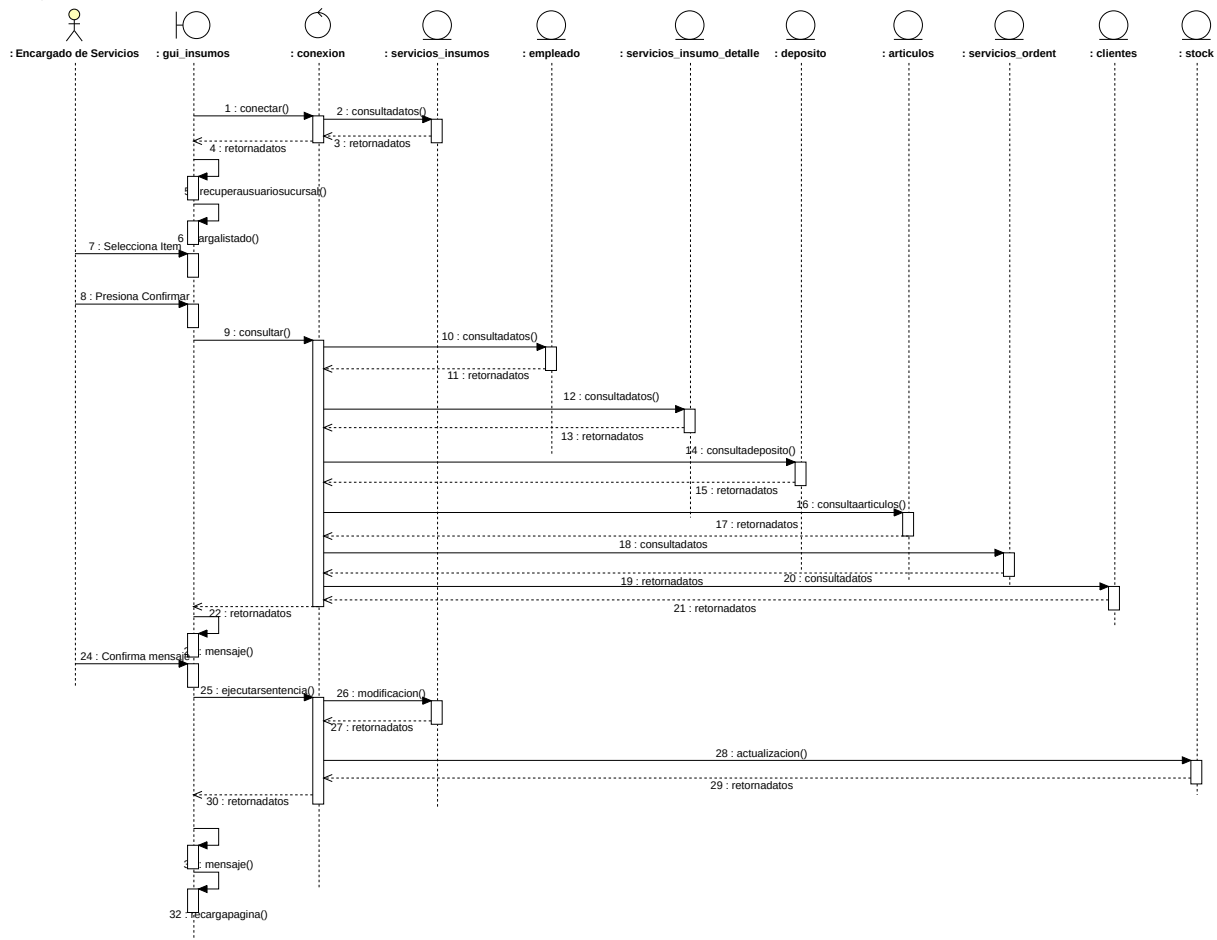 : Encargado de Servicios
: gui_insumos
: conexion
: servicios_insumos
: empleado
: servicios_insumo_detalle
: deposito
: articulos
: servicios_ordent
: clientes
: stock
1 : conectar()
2 : consultadatos()
3 : retornadatos
4 : retornadatos
5 : recuperausuariosucursal()
6 : cargalistado()
7 : Selecciona Item
8 : Presiona Confirmar
9 : consultar()
10 : consultadatos()
11 : retornadatos
12 : consultadatos()
13 : retornadatos
14 : consultadeposito()
15 : retornadatos
16 : consultaarticulos()
17 : retornadatos
18 : consultadatos
19 : retornadatos
20 : consultadatos
21 : retornadatos
22 : retornadatos
: mensaje()
24 : Confirma mensaje
25 : ejecutarsentencia()
26 : modificacion()
27 : retornadatos
28 : actualizacion()
29 : retornadatos
30 : retornadatos
: mensaje()
32 : recargapagina()